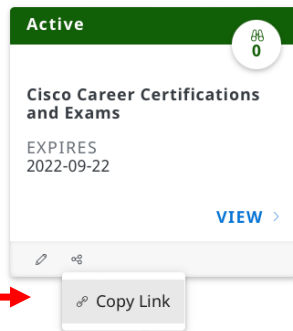 Active
0
Cisco Career Certifications
and Exams
EXPIRES
2022-09-22
VIEW >
Copy Link